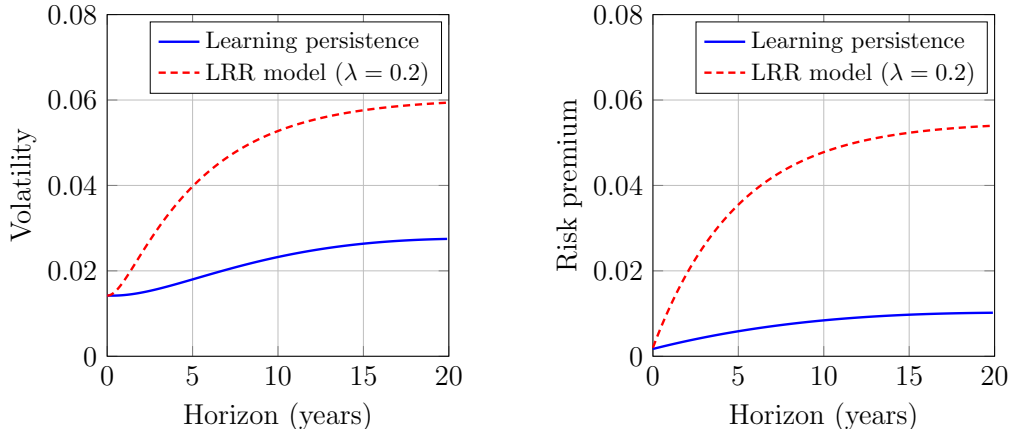 0.08
0.06
0.04
0.02
0
0 5 10 15 20
Volatility
Horizon (years)
Learning persistence
LRR model (λ = 0.2)
0.08
0.06
0.04
0.02
0
0 5 10 15 20
Risk premium
Horizon (years)
Learning persistence
LRR model (λ = 0.2)